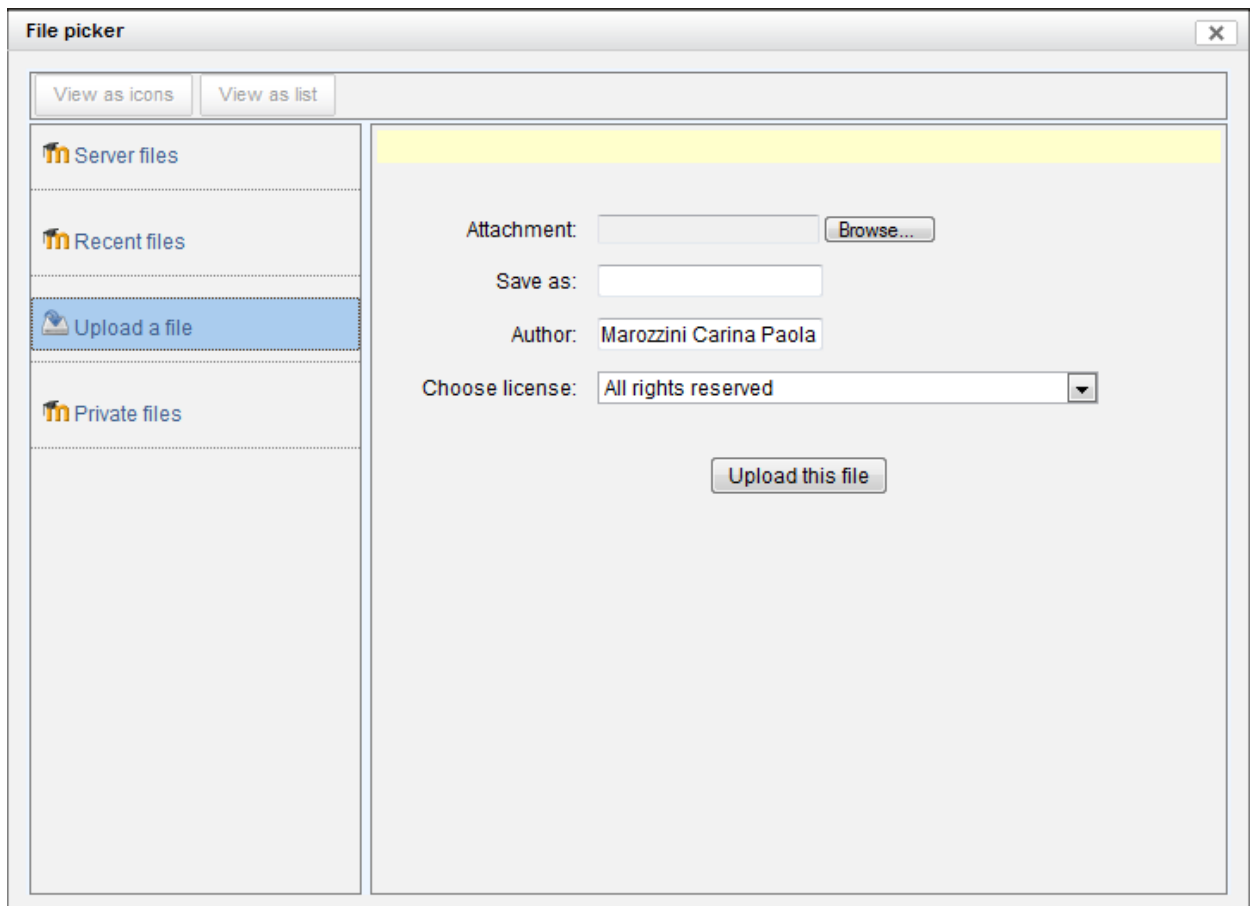 File picker
View as icons View as list
Server files
Recent files
Upload a file
Private files
Attachment: Browse...
Save as:
Author: Marozzini Carina Paola
Choose license: All rights reserved
Upload this file